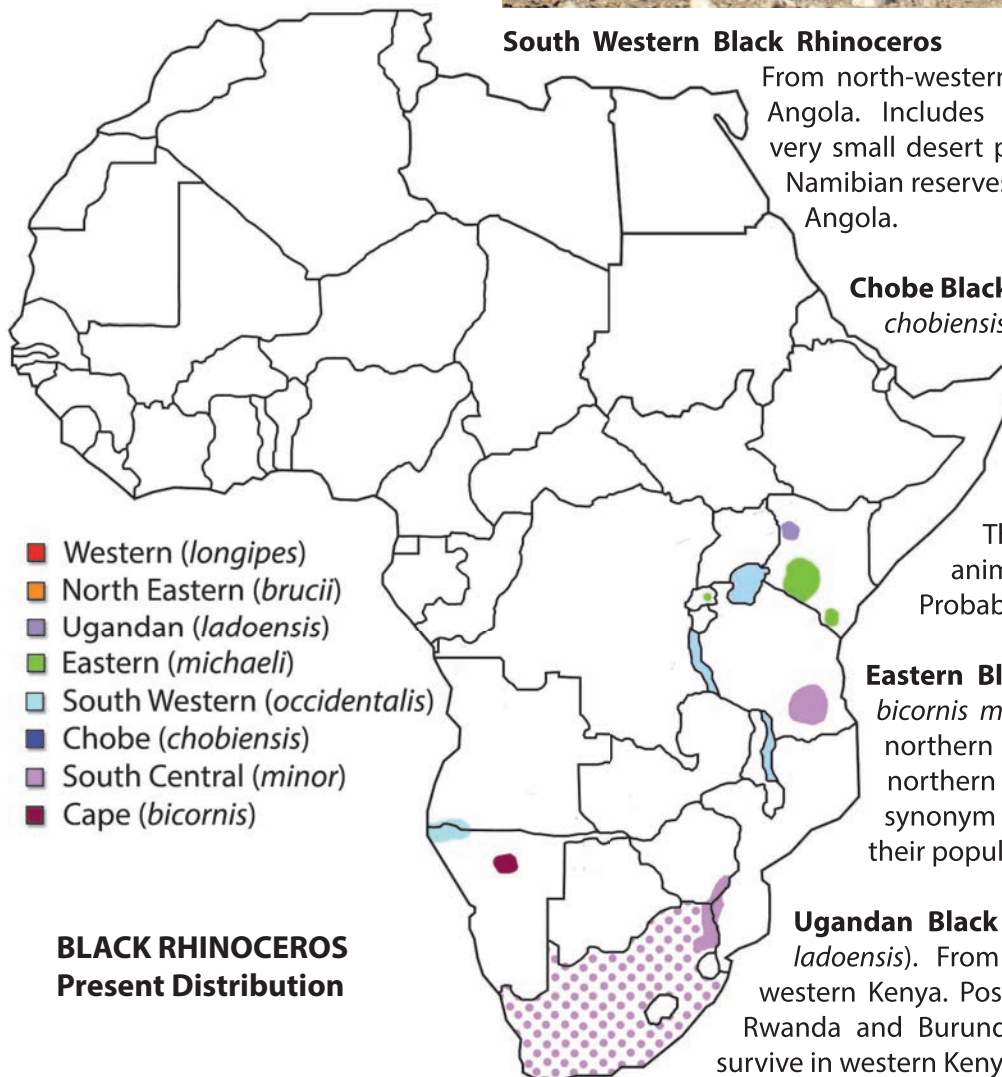 South Western Black Rhinoceros
From north-western
Angola. Includes
very small desert p
Namibian reserves
Angola.
Chobe Black
chobiensis
Th
anim
Probab
Eastern Bl
bicornis m
northern
northern
synonym
their popul
Ugandan Black
ladoensis). From
western Kenya. Pos
Rwanda and Burund
survive in western Keny
Western (longipes)
North Eastern (brucii)
Ugandan (ladoensis)
Eastern (michaeli)
South Western (occidentalis)
Chobe (chobiensis)
South Central (minor)
Cape (bicornis)
BLACK RHINOCEROS
Present Distribution